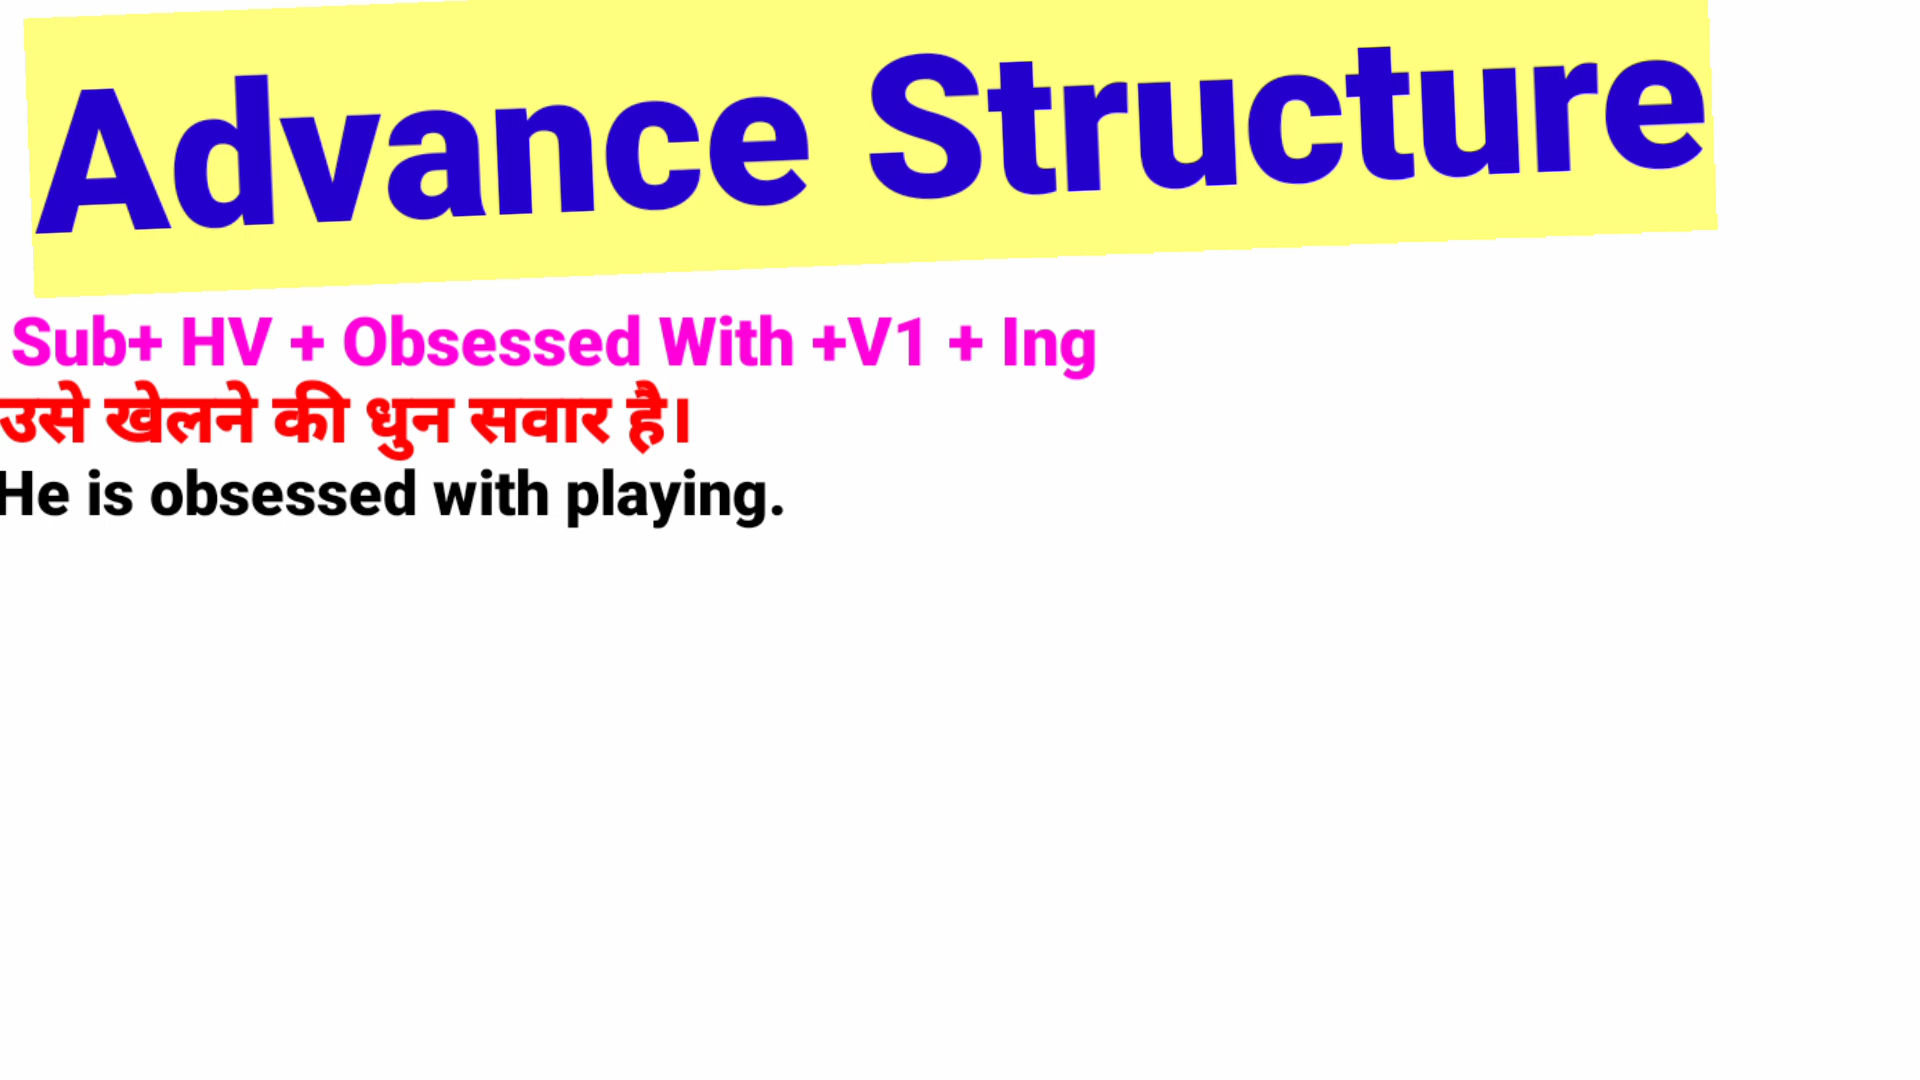 Advance Structure
Sub+ HV + Obsessed With +V1 + Ing
उसे खेलने की धुन सवार है।
He is obsessed with playing.